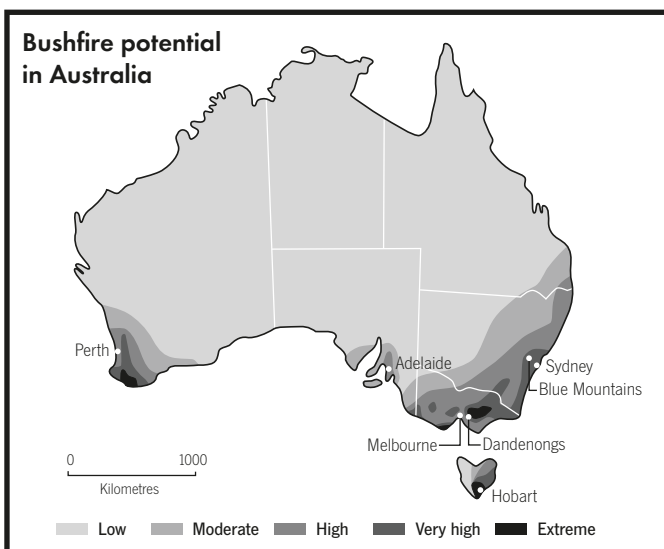 Bushfire potential
in Australia
Perth
Adelaide
Sydney
Blue Mountains
Melbourne
Dandenongs
Hobart
0 1000
Kilometres
Low Moderate High Very high Extreme